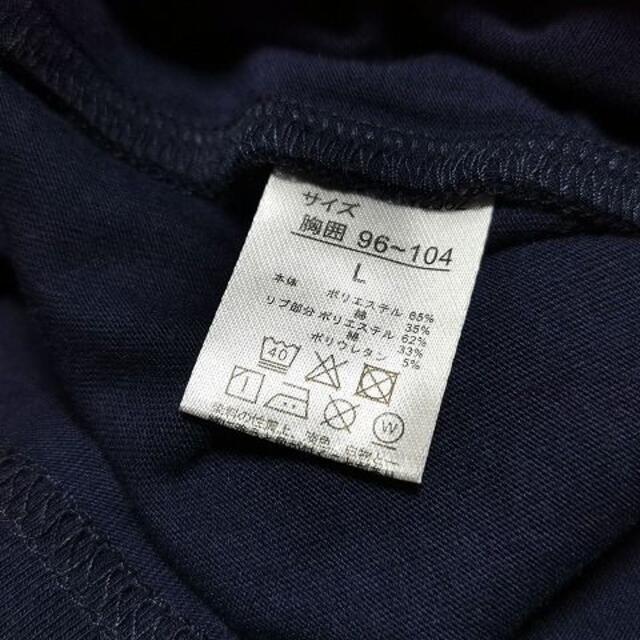 サイズ
胸囲 96~104
L
本体 ポリエステル 65%
綿 35%
リブ部分 ポリエステル 62%
綿 33%
ポリウレタン 5%
40
W